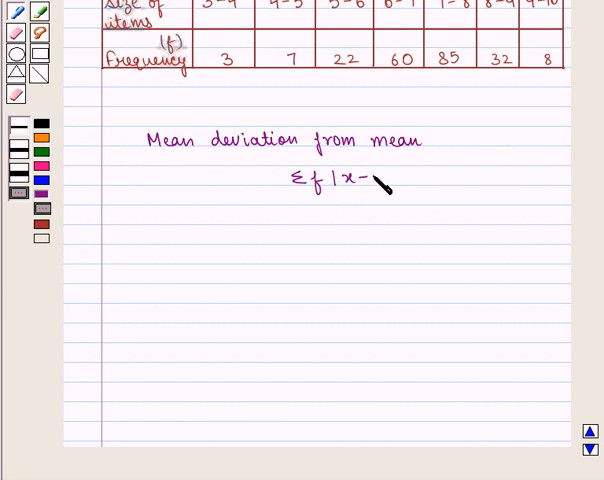 size of items 3-4 4-5 5-6 6-7 7-8 8-9 9-10
(f)
Frequency 3 7 22 60 85 32 8
Mean deviation from mean
Σf|x-